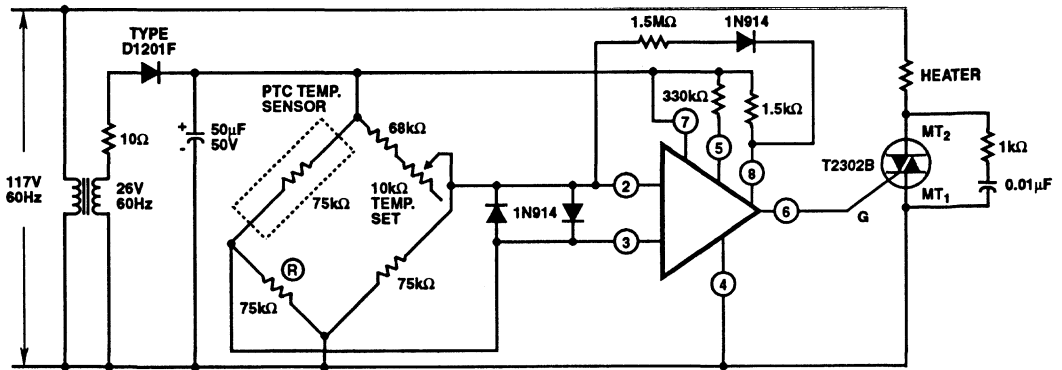 117V
60Hz
26V
60Hz
10Ω
TYPE
D1201F
+
-
50μF
50V
PTC TEMP.
SENSOR
75kΩ
68kΩ
10kΩ
TEMP.
SET
R
75kΩ
75kΩ
1N914
1.5MΩ
1N914
330kΩ
1.5kΩ
7
5
8
2
3
6
4
G
HEATER
MT2
T2302B
MT1
1kΩ
0.01μF